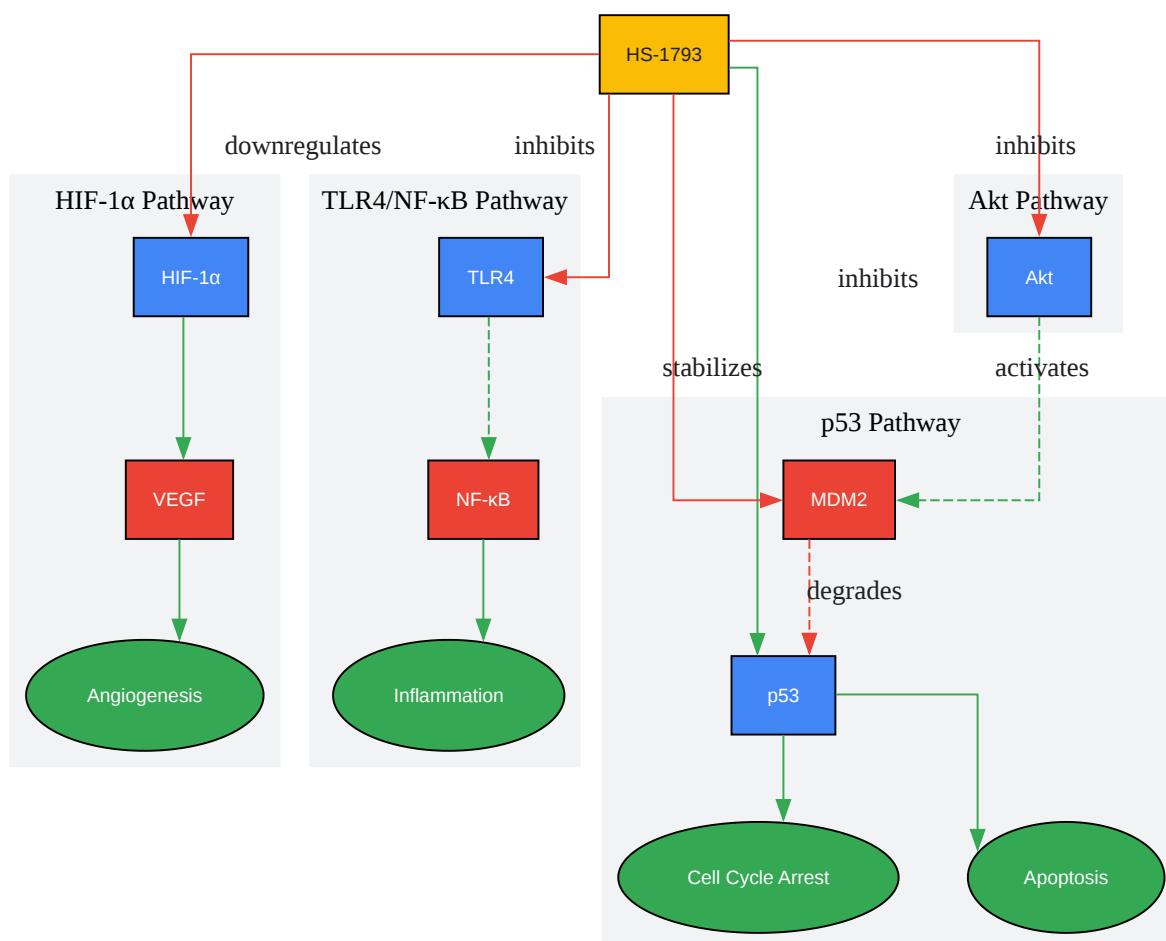 HS-1793
downregulates
inhibits
inhibits
HIF-1α Pathway
TLR4/NF-κB Pathway
Akt Pathway
HIF-1α
TLR4
inhibits
Akt
stabilizes
activates
p53 Pathway
VEGF
NF-κB
MDM2
degrades
Angiogenesis
Inflammation
p53
Cell Cycle Arrest
Apoptosis